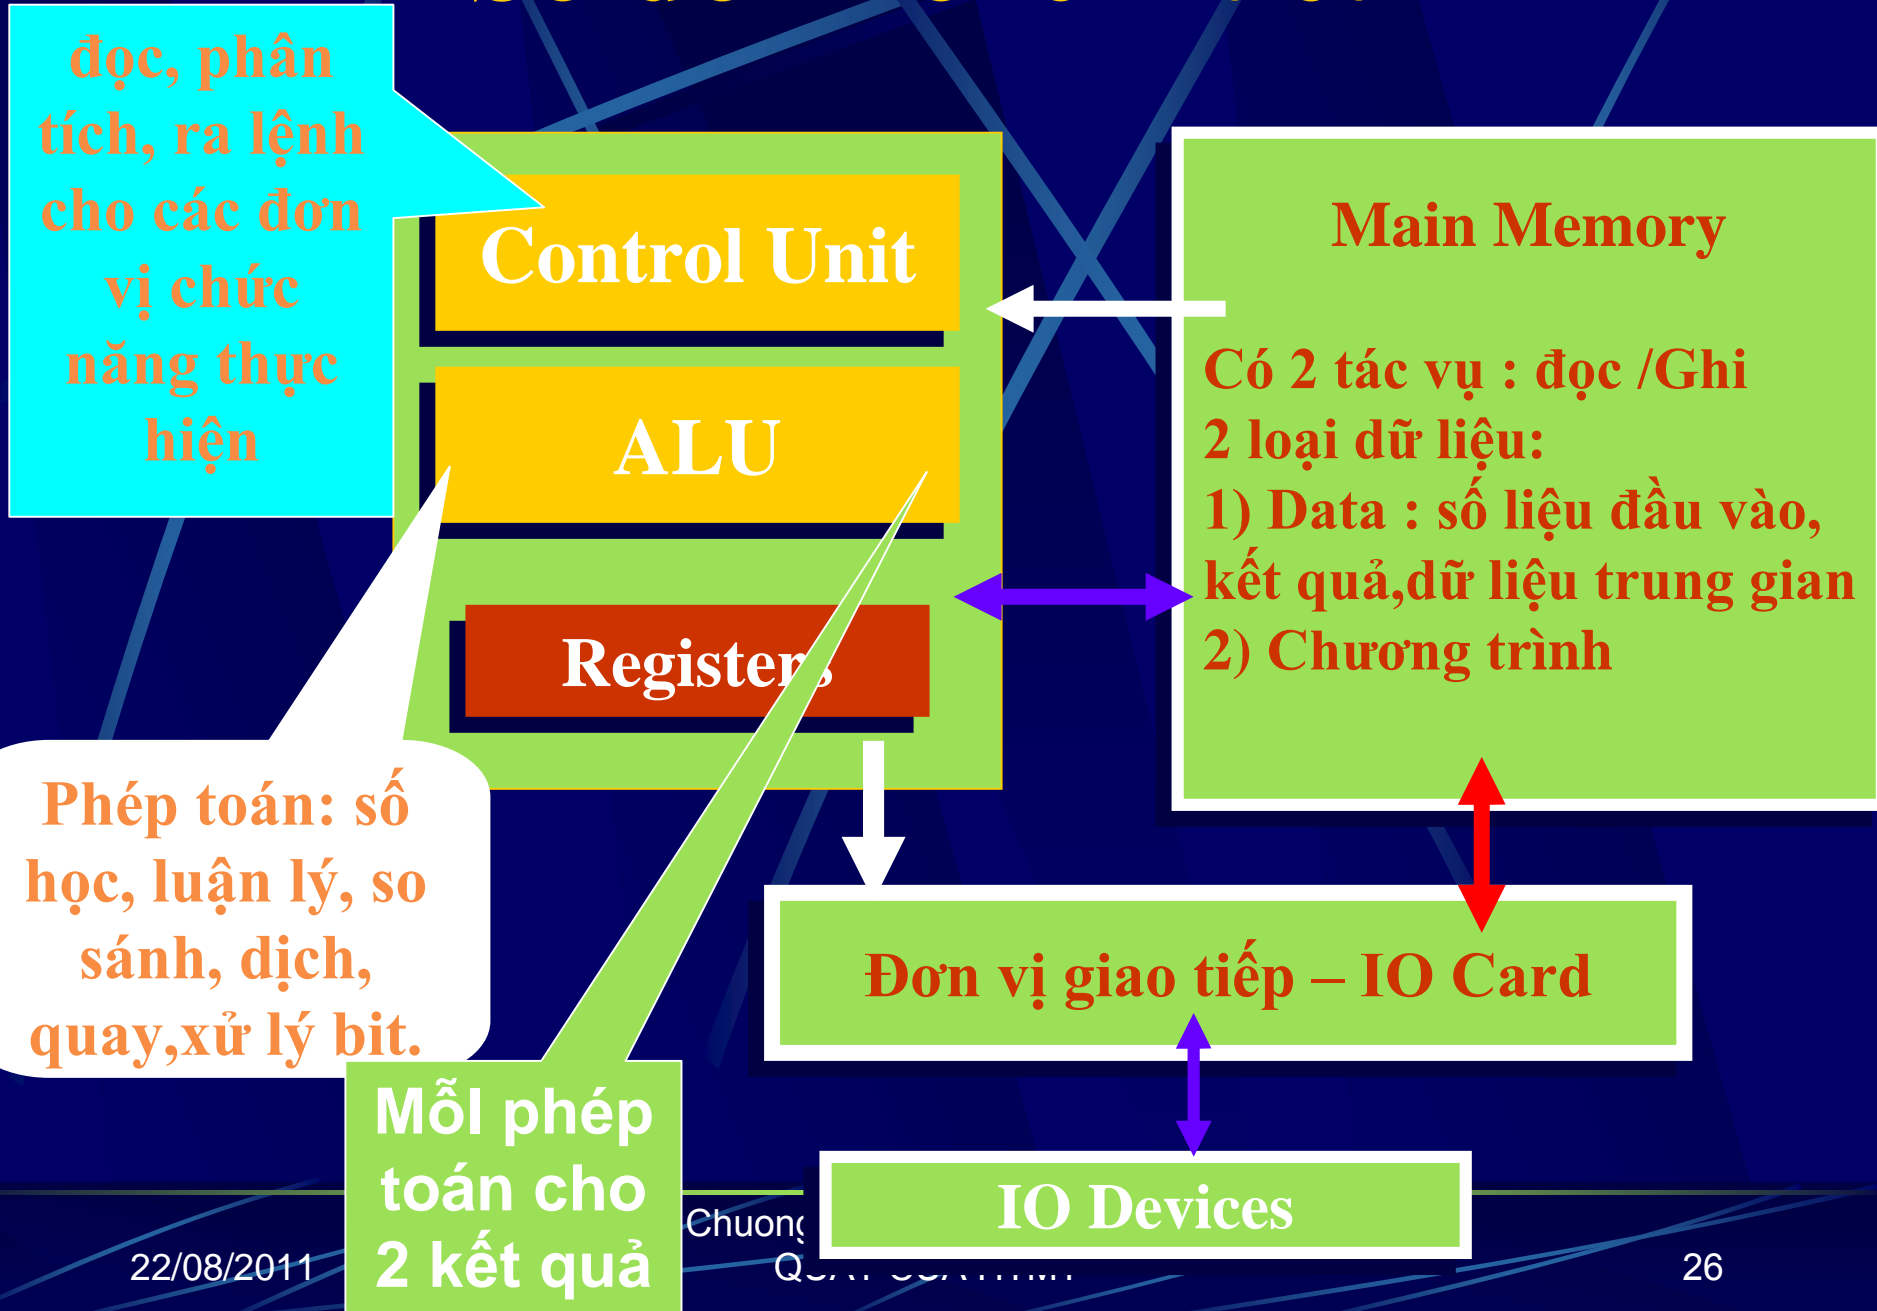 đọc, phân
tích, ra lệnh
cho các đơn
vị chức
năng thực
hiện
Control Unit
ALU
Registers
Main Memory
Có 2 tác vụ : đọc /Ghi
2 loại dữ liệu:
1) Data : số liệu đầu vào,
kết quả,dữ liệu trung gian
2) Chương trình
Phép toán: số
học, luận lý, so
sánh, dịch,
quay,xử lý bit.
Mỗl phép
toán cho
2 kết quả
Đơn vị giao tiếp – IO Card
IO Devices
22/08/2011
Chuong
26